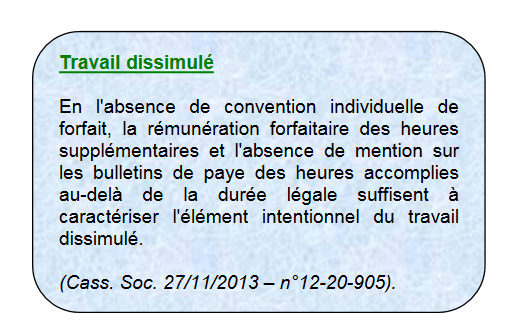 Travail dissimulé
En l'absence de convention individuelle de
forfait, la rémunération forfaitaire des heures
supplémentaires et l'absence de mention sur
les bulletins de paye des heures accomplies
au-delà de la durée légale suffisent à
caractériser l'élément intentionnel du travail
dissimulé.
(Cass. Soc. 27/11/2013 – n°12-20-905).